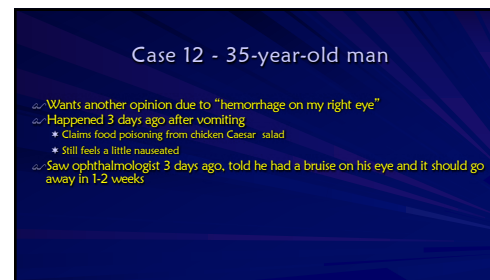 Case 12 - 35-year-old man
Wants another opinion due to “hemorrhage on my right eye”
Happened 3 days ago after vomiting
Claims food poisoning from chicken Caesar salad
Still feels a little nauseated
Saw ophthalmologist 3 days ago, told he had a bruise on his eye and it should go
away in 1-2 weeks